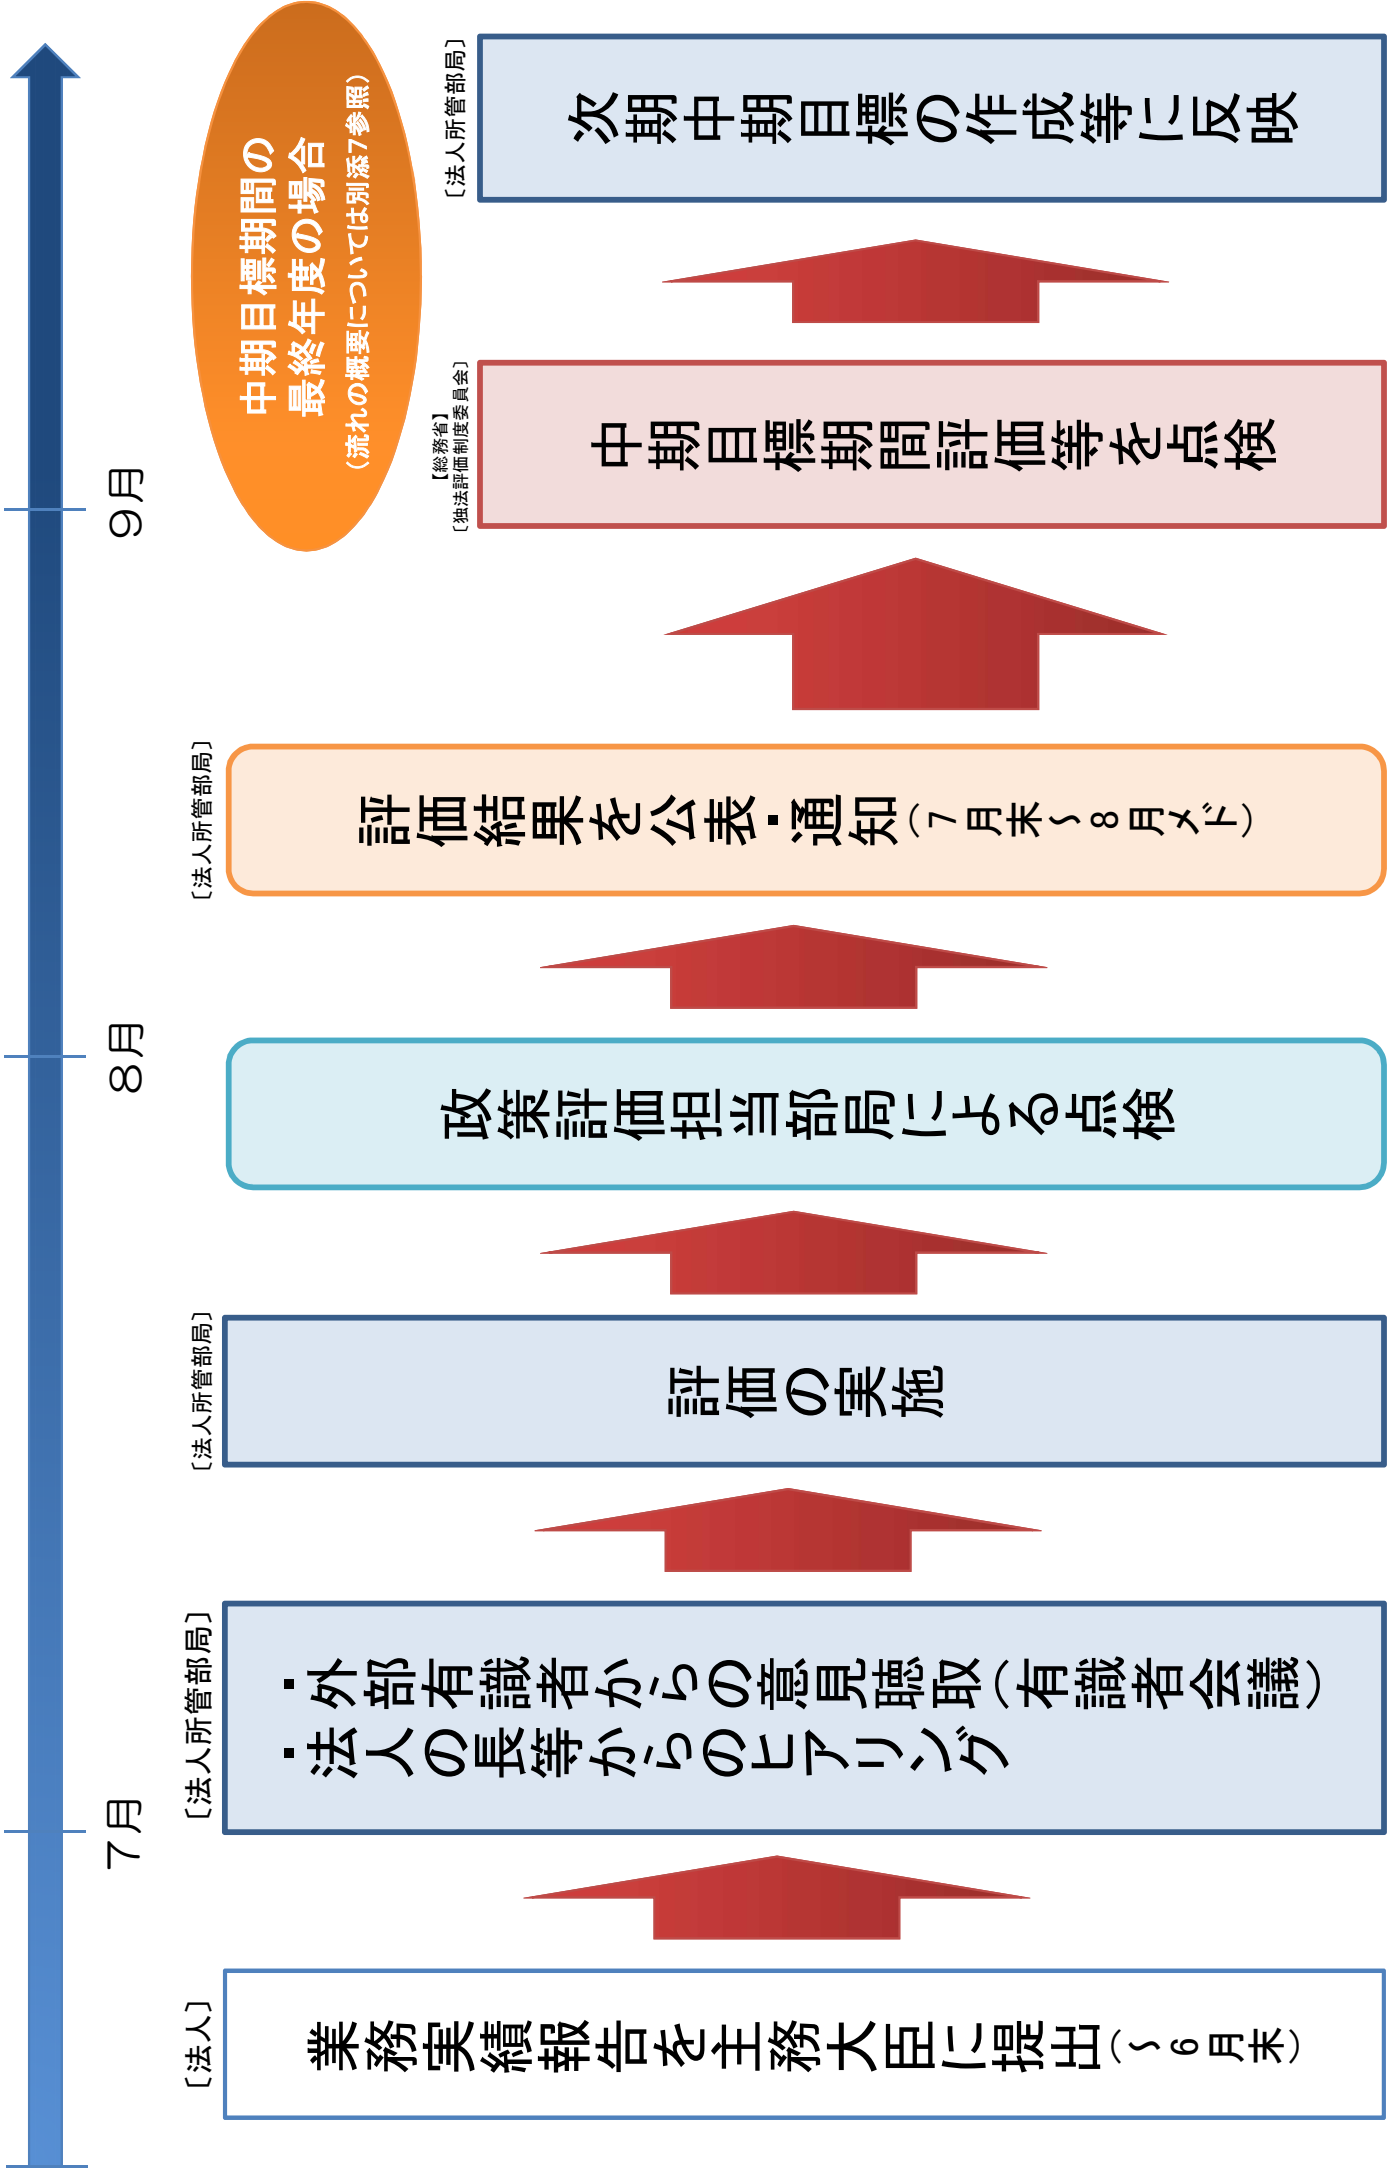 〔法人〕
業務実績報告を主務大臣に提出（～６月末）
７月
〔法人所管部局〕
・外部有識者からの意見聴取（有識者会議）
・法人の長等からのヒアリング
〔法人所管部局〕
評価の実施
８月
政策評価担当部局による点検
〔法人所管部局〕
評価結果を公表・通知（７月末～８月メド）
９月
中期目標期間の
最終年度の場合
（流れの概要については別添７参照）
【総務省】
〔独法評価制度委員会〕
中期目標期間評価等を点検
〔法人所管部局〕
次期中期目標の作成等に反映